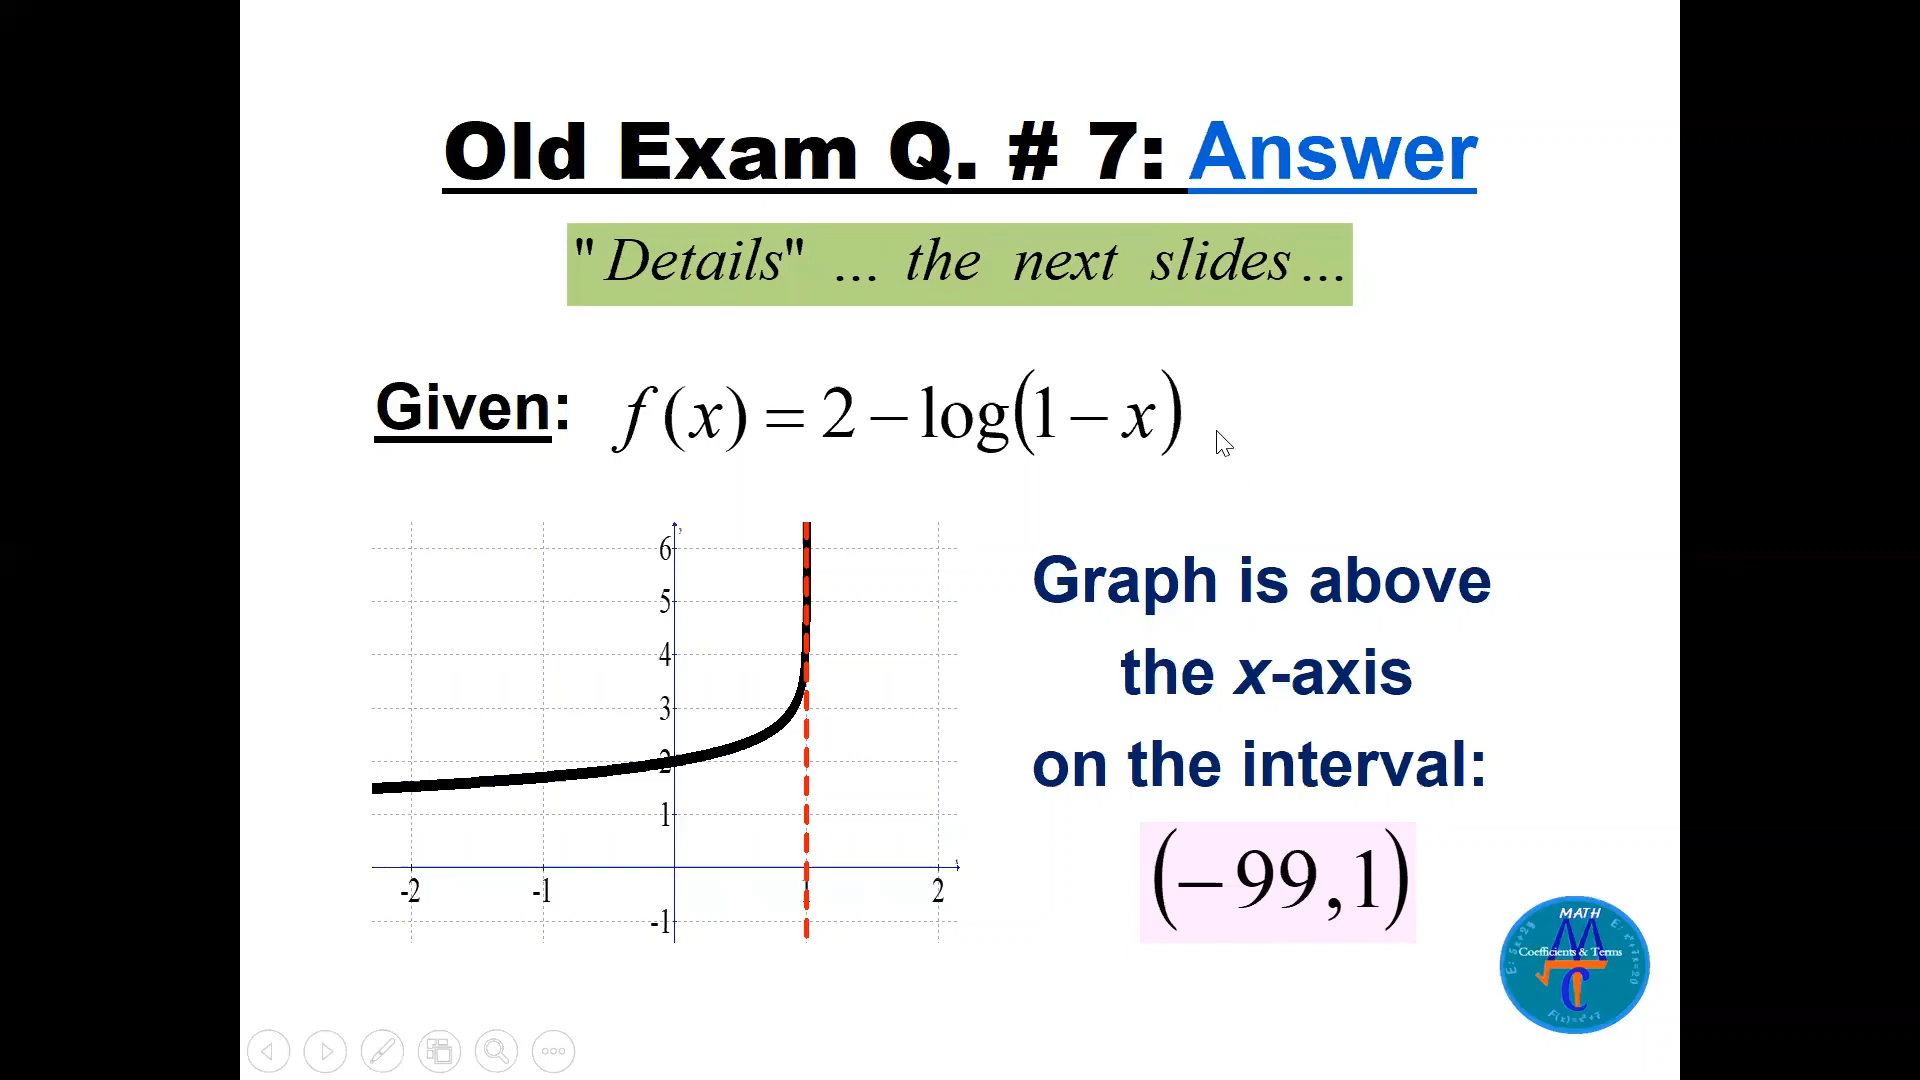 Old Exam Q. # 7: Answer
"Details" ... the next slides...
Given: f(x) = 2 − log(1 − x)
6
5
4
3
2
1
-2 -1 2
-1
Graph is above
the x-axis
on the interval:
(−99,1)
MATH
M
Coefficients & Terms
C